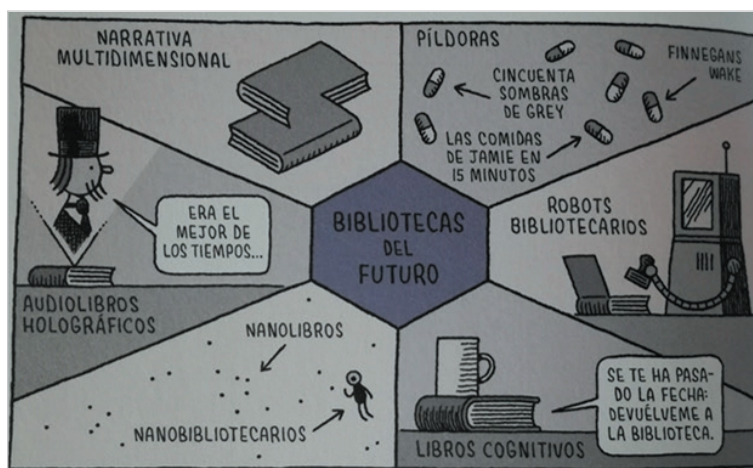 NARRATIVA
MULTIDIMENSIONAL
PÍLDORAS
CINCUENTA
SOMBRAS
DE GREY
FINNEGANS
WAKE
LAS COMIDAS
DE JAMIE EN
15 MINUTOS
ERA EL
MEJOR DE
LOS TIEMPOS...
AUDIOLIBROS
HOLOGRÁFICOS
BIBLIOTECAS
DEL
FUTURO
ROBOTS
BIBLIOTECARIOS
NANOLIBROS
NANOBIBLIOTECARIOS
SE TE HA PASA-
DO LA FECHA:
DEVUÉLVEME A
LA BIBLIOTECA.
LIBROS COGNITIVOS